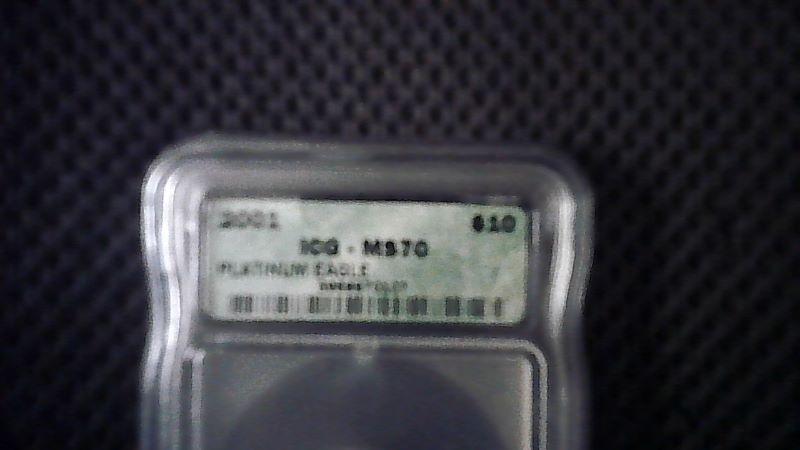 2001 $10
ICG - MS70
PLATINUM EAGLE